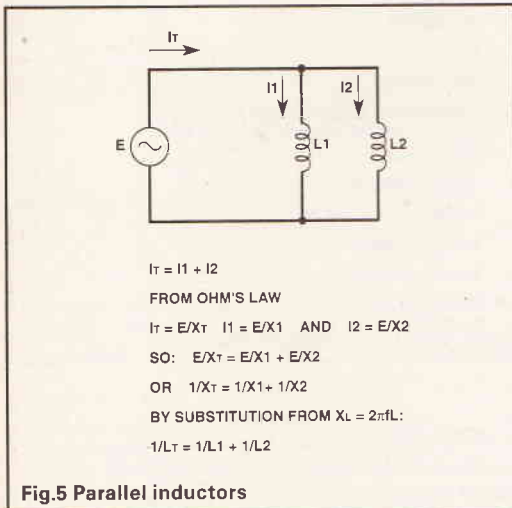 IT
I1 I2
E L1 L2
IT = I1 + I2
FROM OHM'S LAW
IT = E/XT I1 = E/X1 AND I2 = E/X2
SO: E/XT = E/X1 + E/X2
OR 1/XT = 1/X1+ 1/X2
BY SUBSTITUTION FROM XL = 2πfL:
1/LT = 1/L1 + 1/L2
Fig.5 Parallel inductors